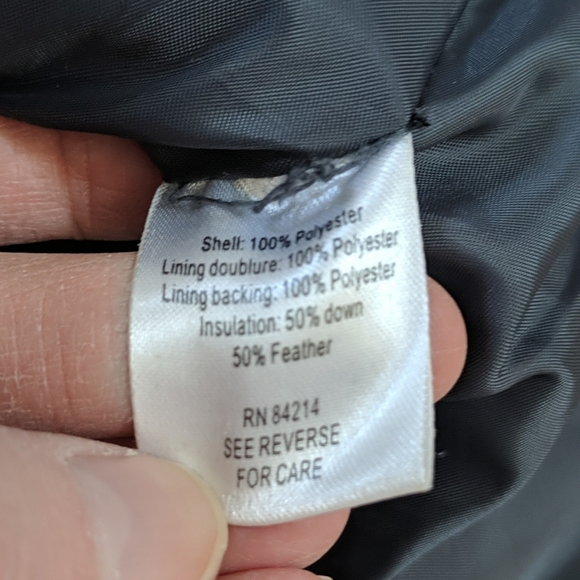 Shell: 100% Polyester
Lining doublure: 100% Polyester
Lining backing: 100% Polyester
Insulation: 50% down
50% Feather
RN 84214
SEE REVERSE
FOR CARE